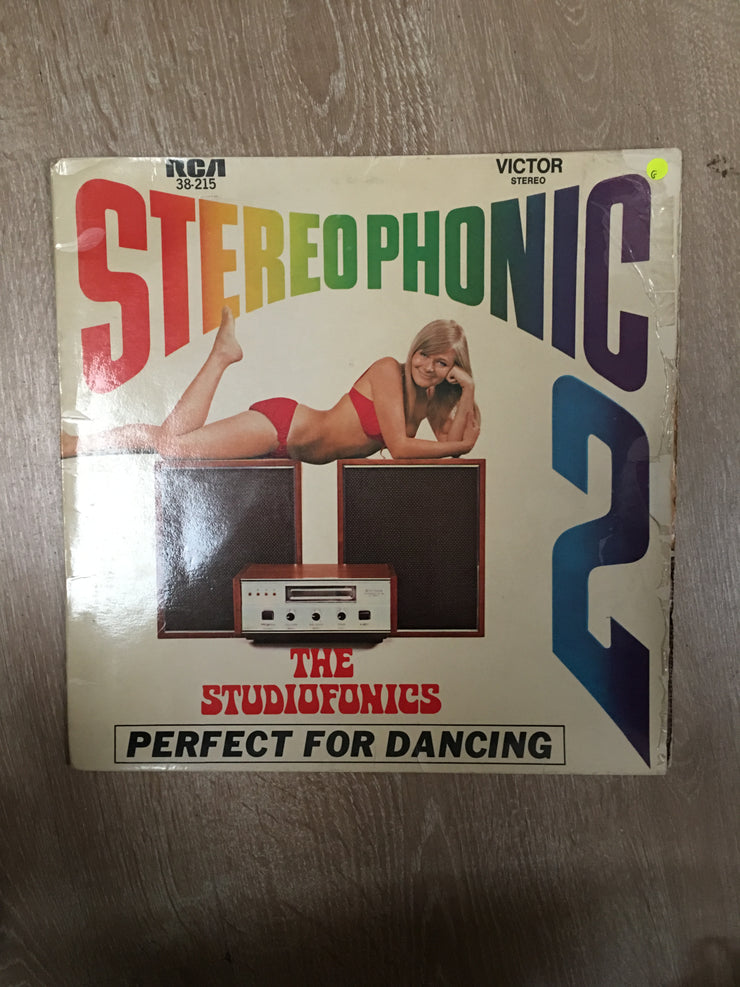 RCA VICTOR
38-215 STEREO
G
STEREOPHONIC
2
THE
STUDIOFONICS
PERFECT FOR DANCING